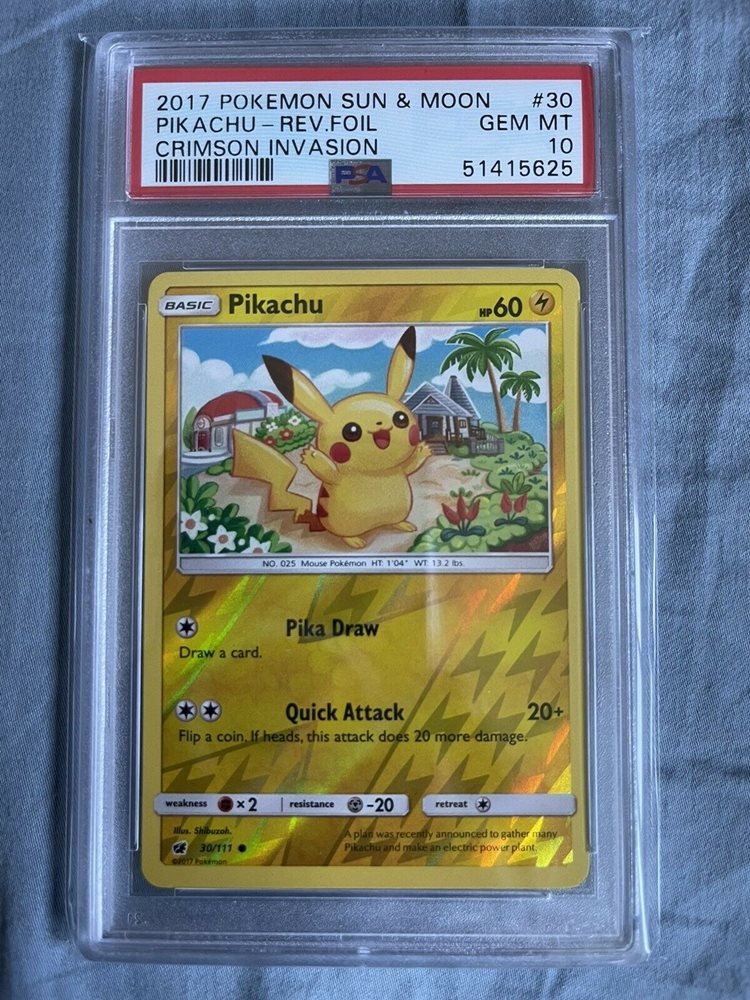 2017 POKEMON SUN & MOON #30
PIKACHU - REV.FOIL GEM MT
CRIMSON INVASION 10
PSA 51415625
BASIC Pikachu HP60
NO. 025 Mouse Pokémon HT: 1'04" WT: 13.2 lbs.
Pika Draw
Draw a card.
Quick Attack 20+
Flip a coin. If heads, this attack does 20 more damage.
weakness ×2 resistance -20 retreat
Illus. Shibuzoh.
30/111
©2017 Pokémon
A plan was recently announced to gather many
Pikachu and make an electric power plant.